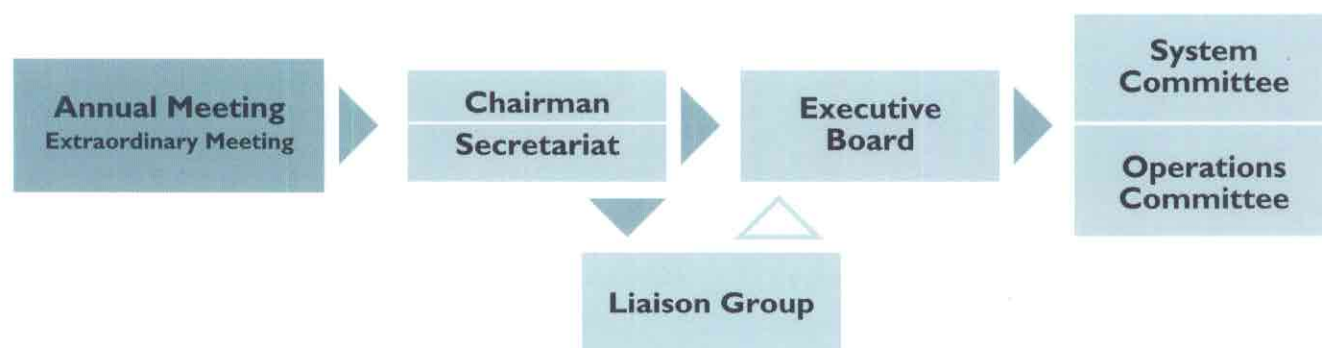 Annual Meeting
Extraordinary Meeting
Chairman
Secretariat
Executive
Board
System
Committee
Operations
Committee
Liaison Group